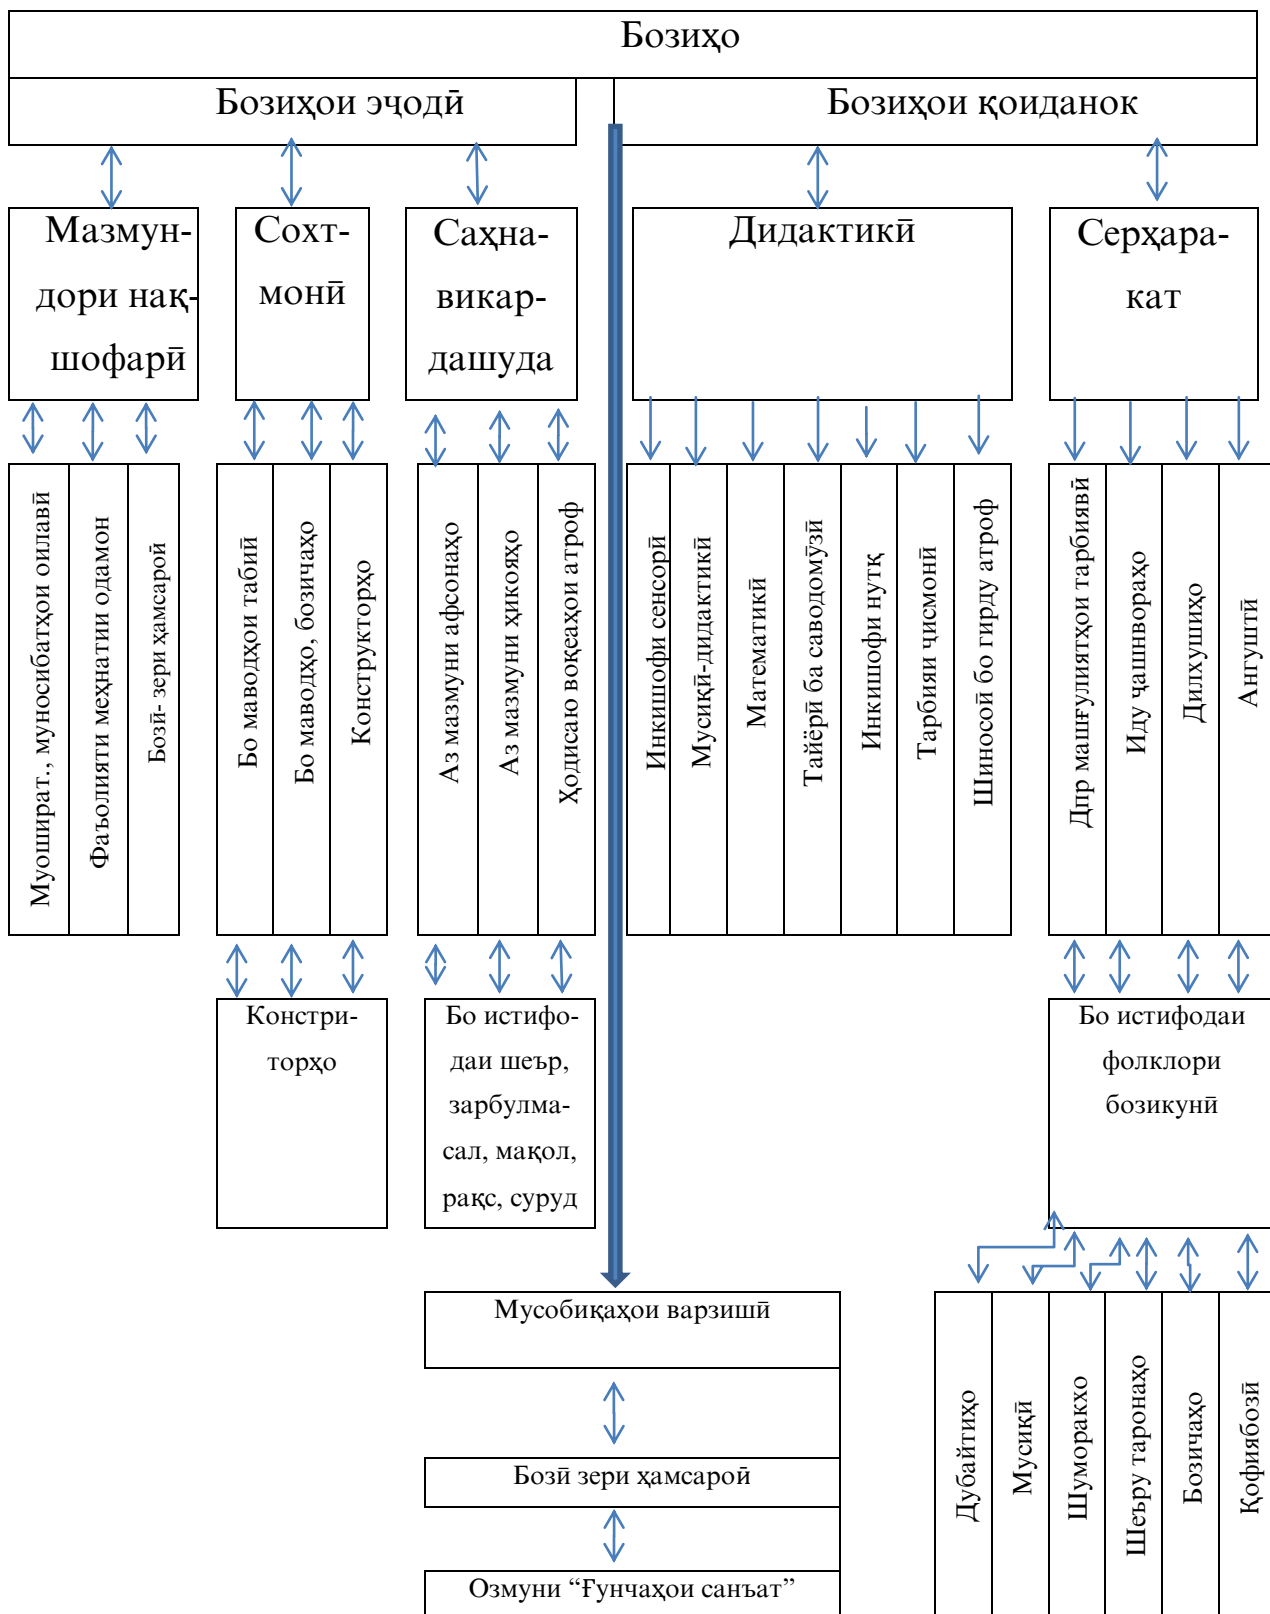 Бозиҳо
Бозиҳои эҷодӣ
Бозиҳои қоиданок
Мазмун-
дори нақ-
шофарӣ
Сохт-
монӣ
Саҳна-
викар-
дашуда
Дидактикӣ
Серҳара-
кат
Муошират., муносибатҳои оилавӣ
Фаъолияти меҳнатии одамон
Бозӣ- зери ҳамсароӣ
Бо маводҳои табиӣ
Бо маводҳо, бозичаҳо
Конструкторҳо
Аз мазмуни афсонаҳо
Аз мазмуни ҳикояҳо
Ҳодисаю воқеаҳои атроф
Инкишофи сенсорӣ
Мусиқӣ-дидактикӣ
Математикӣ
Тайёрӣ ба саводомӯзӣ
Инкишофи нутқ
Тарбияи ҷисмонӣ
Шиносоӣ бо гирду атроф
Дпр машғулиятҳои тарбиявӣ
Иду ҷашнвораҳо
Дилхушиҳо
Ангуштӣ
Констри-
торҳо
Бо истифо-
даи шеър,
зарбулма-
сал, мақол,
рақс, суруд
Бо истифодаи
фолклори
бозикунӣ
Мусобиқаҳои варзишӣ
Бозӣ зери ҳамсароӣ
Озмуни “Ғунчаҳои санъат”
Дубайтиҳо
Мусиқӣ
Шуморакхо
Шеъру таронаҳо
Бозичаҳо
Қофиябозӣ